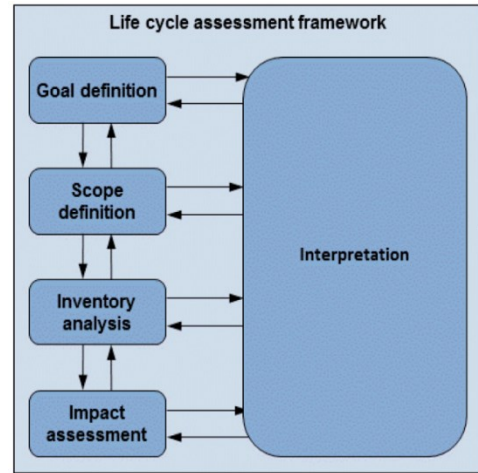 Life cycle assessment framework
Goal definition
Scope
definition
Interpretation
Inventory
analysis
Impact
assessment